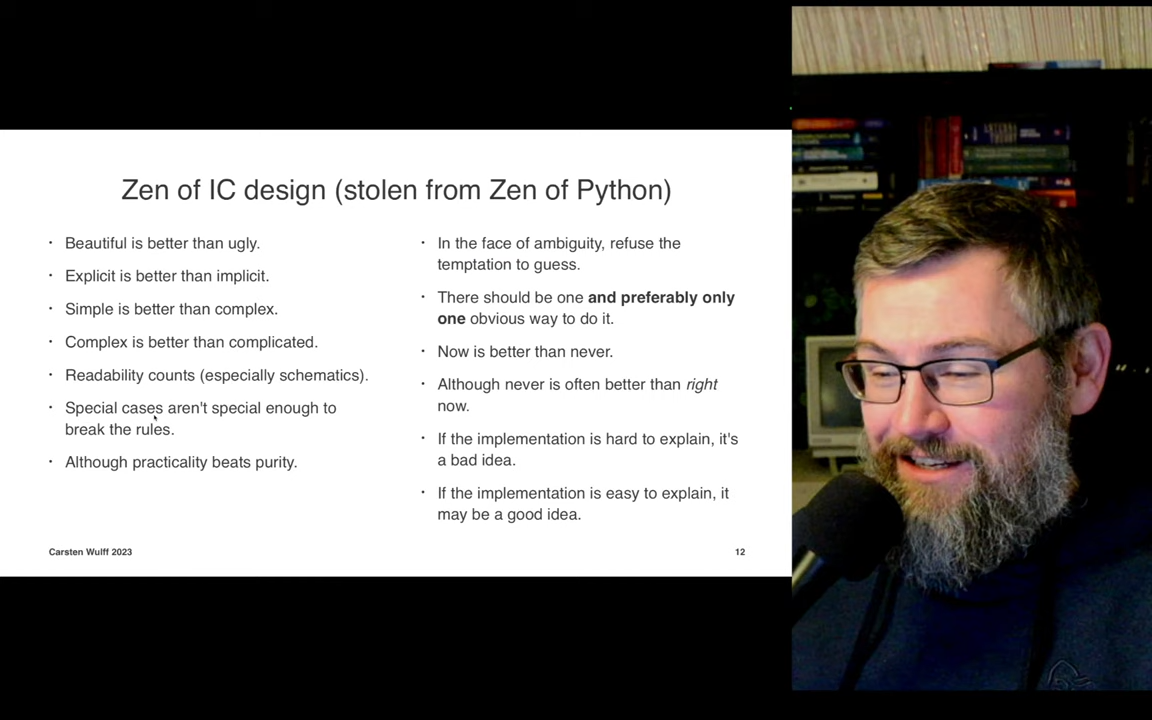 Zen of IC design (stolen from Zen of Python)
• Beautiful is better than ugly.
• Explicit is better than implicit.
• Simple is better than complex.
• Complex is better than complicated.
• Readability counts (especially schematics).
• Special cases aren't special enough to
break the rules.
• Although practicality beats purity.
• In the face of ambiguity, refuse the
temptation to guess.
• There should be one and preferably only
one obvious way to do it.
• Now is better than never.
• Although never is often better than right
now.
• If the implementation is hard to explain, it's
a bad idea.
• If the implementation is easy to explain, it
may be a good idea.
Carsten Wulff 2023
12